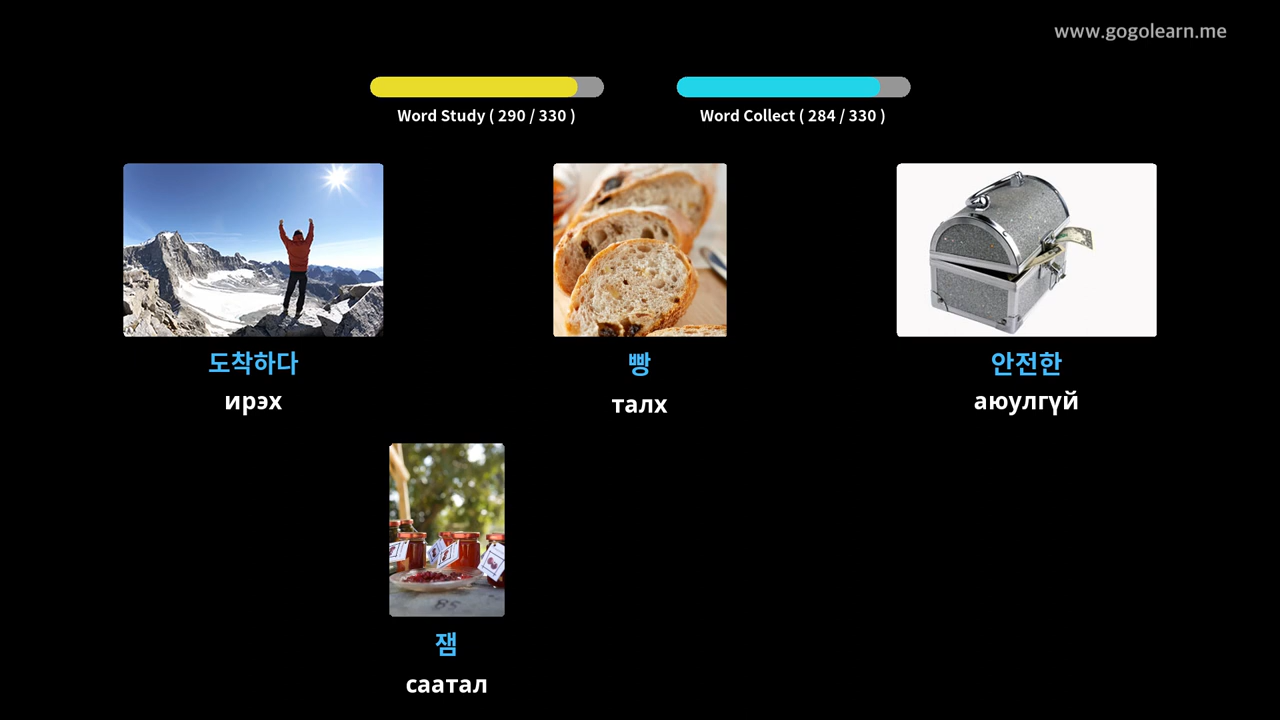 www.gogolearn.me
Word Study ( 290 / 330 )
Word Collect ( 284 / 330 )
도착하다
빵
안전한
ирэх
талх
аюулгүй
잼
саатал